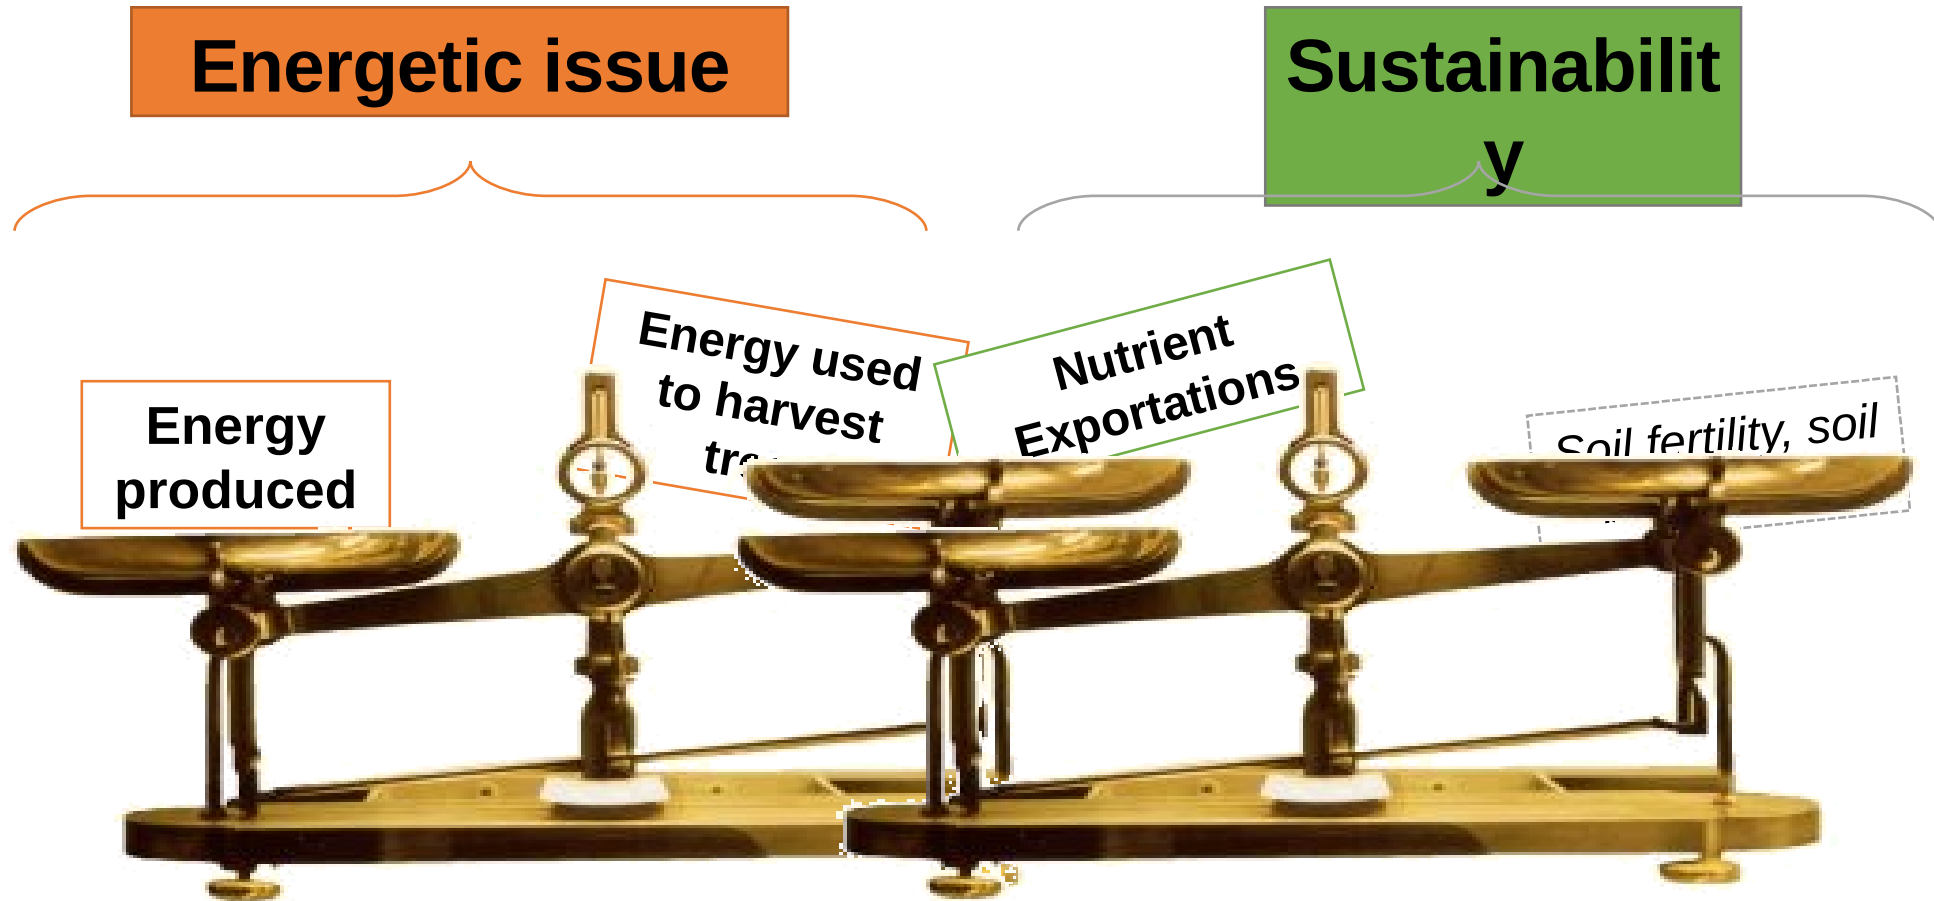 Energetic issue
Sustainabilit
y
Energy
produced
Energy used
to harvest
Nutrient
Exportations
Soil fertility, soil